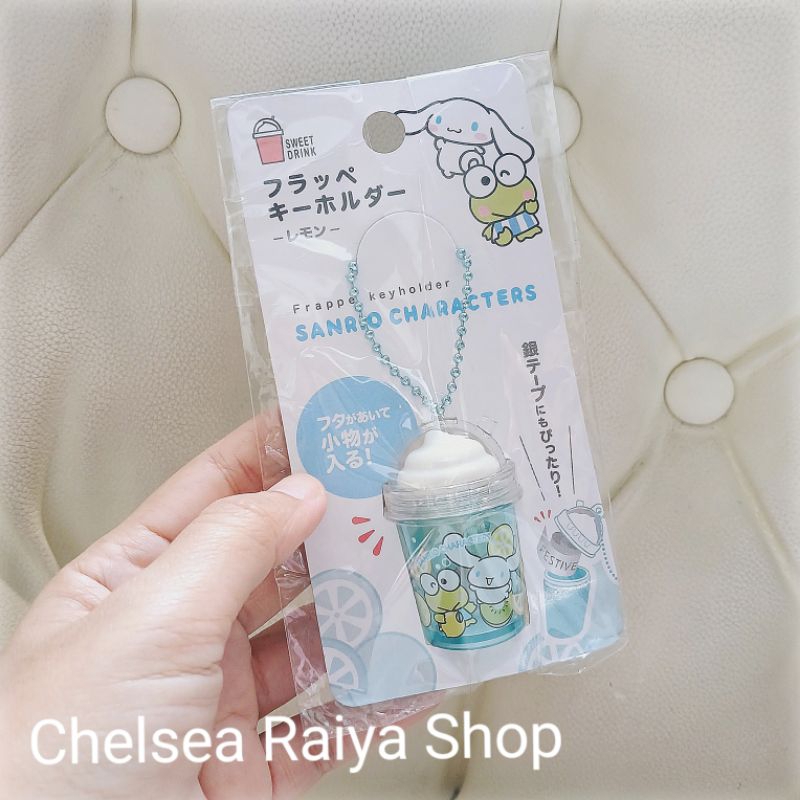 SWEET
DRINK
フラッペ
キーホルダー
-レモン-
Frappe keyholder
SANRIO CHARACTERS
フタがあいて
小物が
入る!
銀テープにもぴったり!
Chelsea Raiya Shop